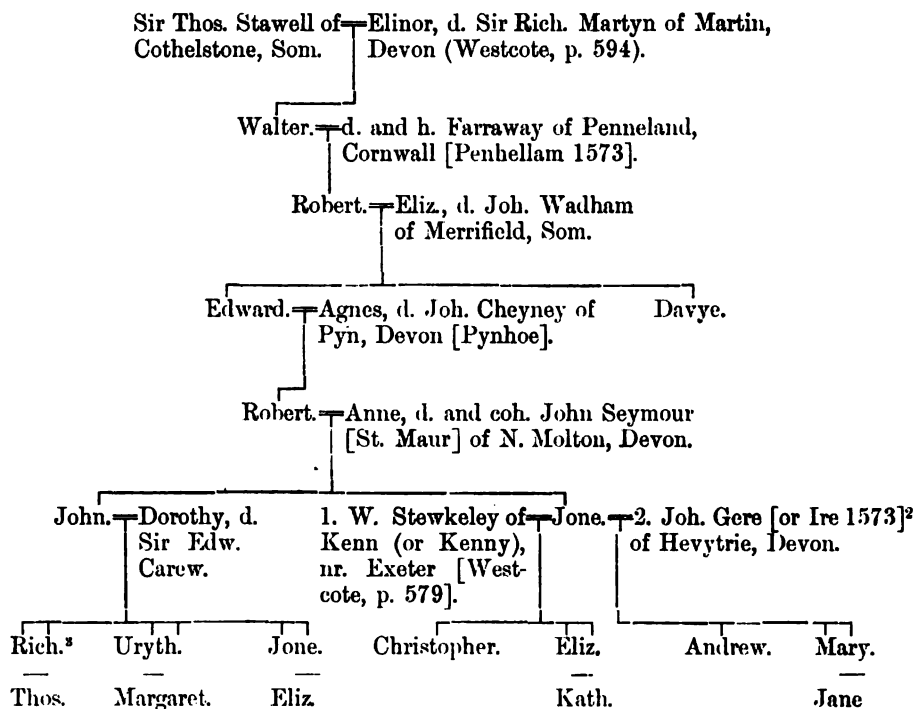 Sir Thos. Stawell of Elinor, d. Sir Rich. Martyn of Martin,
Cothelstone, Som. Devon (Westcote, p. 594).
Walter. d. and h. Farraway of Penneland,
Cornwall [Penhellam 1573].
Robert. Eliz., d. Joh. Wadham
of Merrifield, Som.
Edward. Agnes, d. Joh. Cheyney of Davye.
Pyn, Devon [Pynhoe].
Robert. Anne, d. and coh. John Seymour
[St. Maur] of N. Molton, Devon.
John. Dorothy, d. 1. W. Stewkeley of Jone. 2. Joh. Gere [or Ire 1573]²
Sir Edw. Kenn (or Kenny), of Hevytrie, Devon.
Carew. nr. Exeter [West-
cote, p. 579].
Rich.³ Uryth. Jone. Christopher. Eliz. Andrew. Mary.
Thos. Margaret. Eliz. Kath. Jane